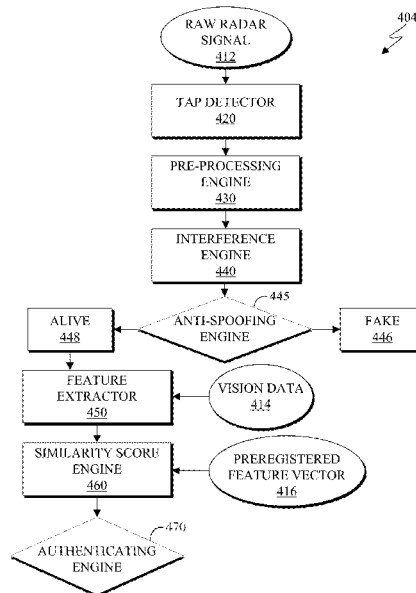 RAW RADAR
SIGNAL
412
404
TAP DETECTOR
420
PRE-PROCESSING
ENGINE
430
INTERFERENCE
ENGINE
440
445
ALIVE
448
ANTI-SPOOFING
ENGINE
FAKE
446
FEATURE
EXTRACTOR
450
VISION DATA
414
SIMILARITY SCORE
ENGINE
460
PREREGISTERED
FEATURE VECTOR
416
470
AUTHENTICATING
ENGINE